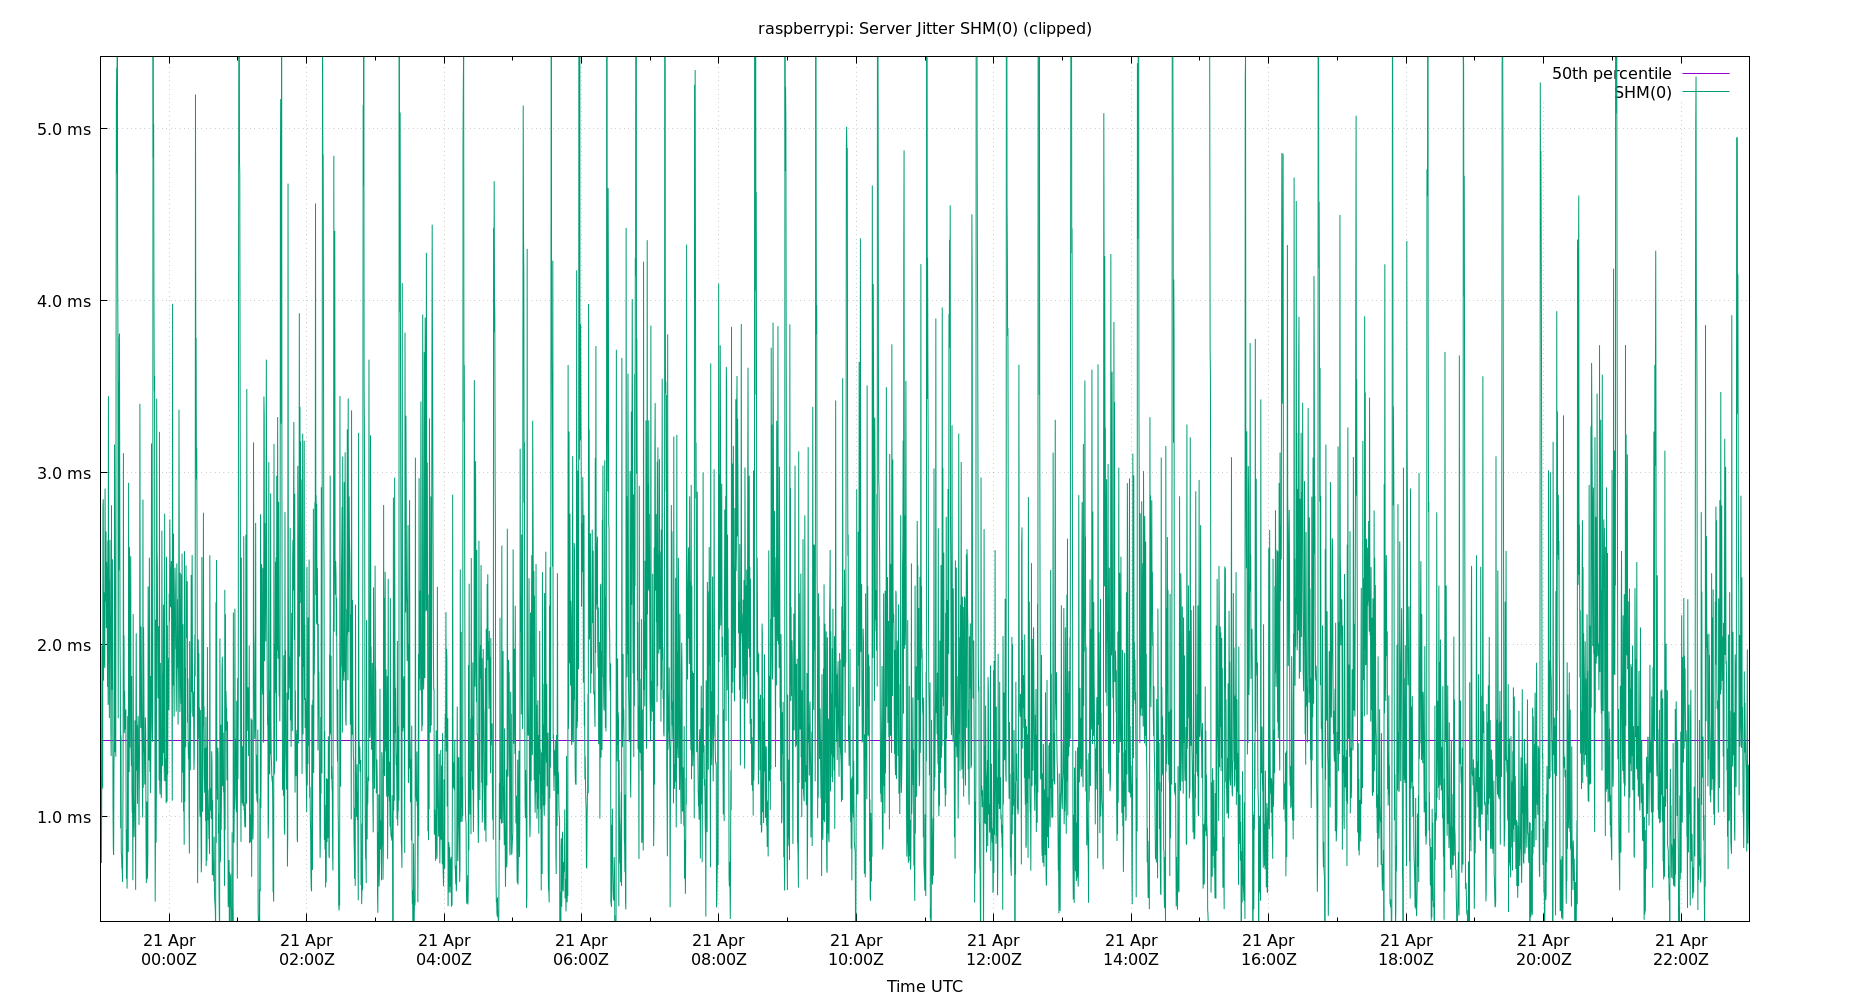 raspberrypi: Server Jitter SHM(0) (clipped)
50th percentile
SHM(0)
5.0 ms
4.0 ms
3.0 ms
2.0 ms
1.0 ms
21 Apr 21 Apr 21 Apr 21 Apr 21 Apr 21 Apr 21 Apr 21 Apr 21 Apr 21 Apr 21 Apr 21 Apr
00:00Z 02:00Z 04:00Z 06:00Z 08:00Z 10:00Z 12:00Z 14:00Z 16:00Z 18:00Z 20:00Z 22:00Z
Time UTC